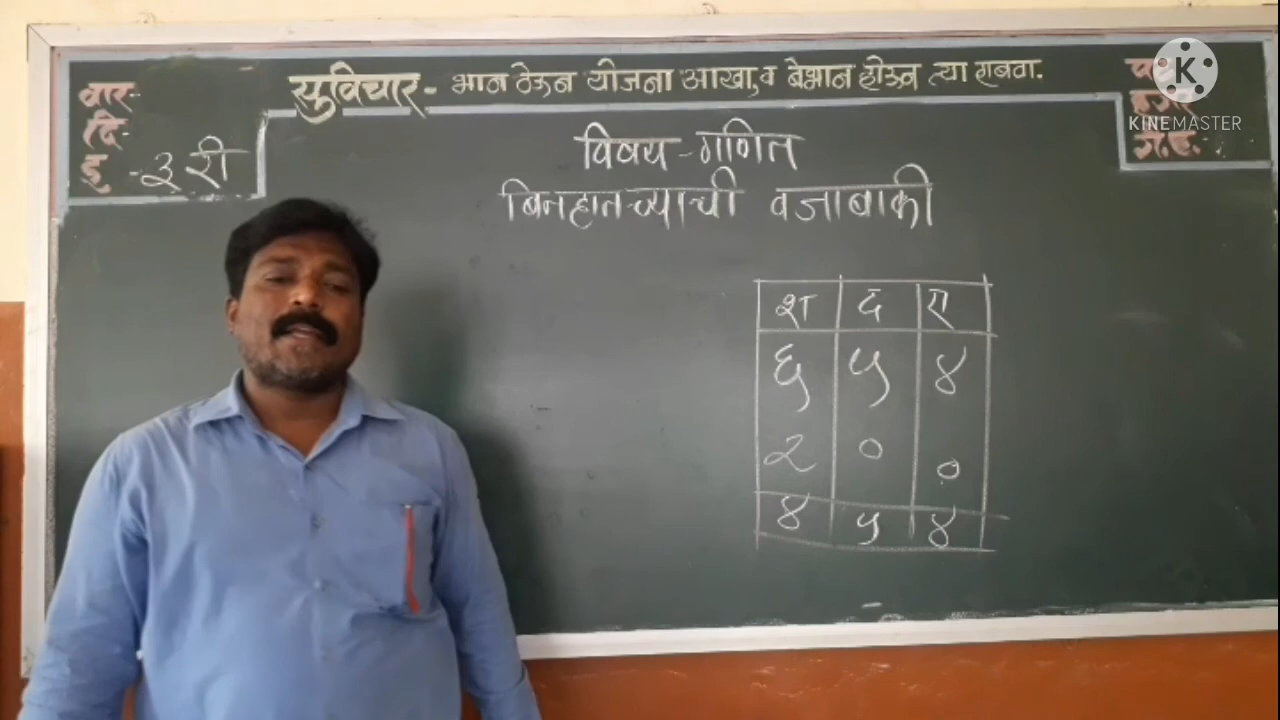 सुविचार- भान ठेऊन योजना आखा, व बेभान होऊन त्या राबवा.
वार-
दि-
इ -३ री
K
KINEMASTER
विषय - गणित
बिनहातच्याची वजाबाकी
श द ए
६ ५ ४
२ ० ०
४ ५ ४